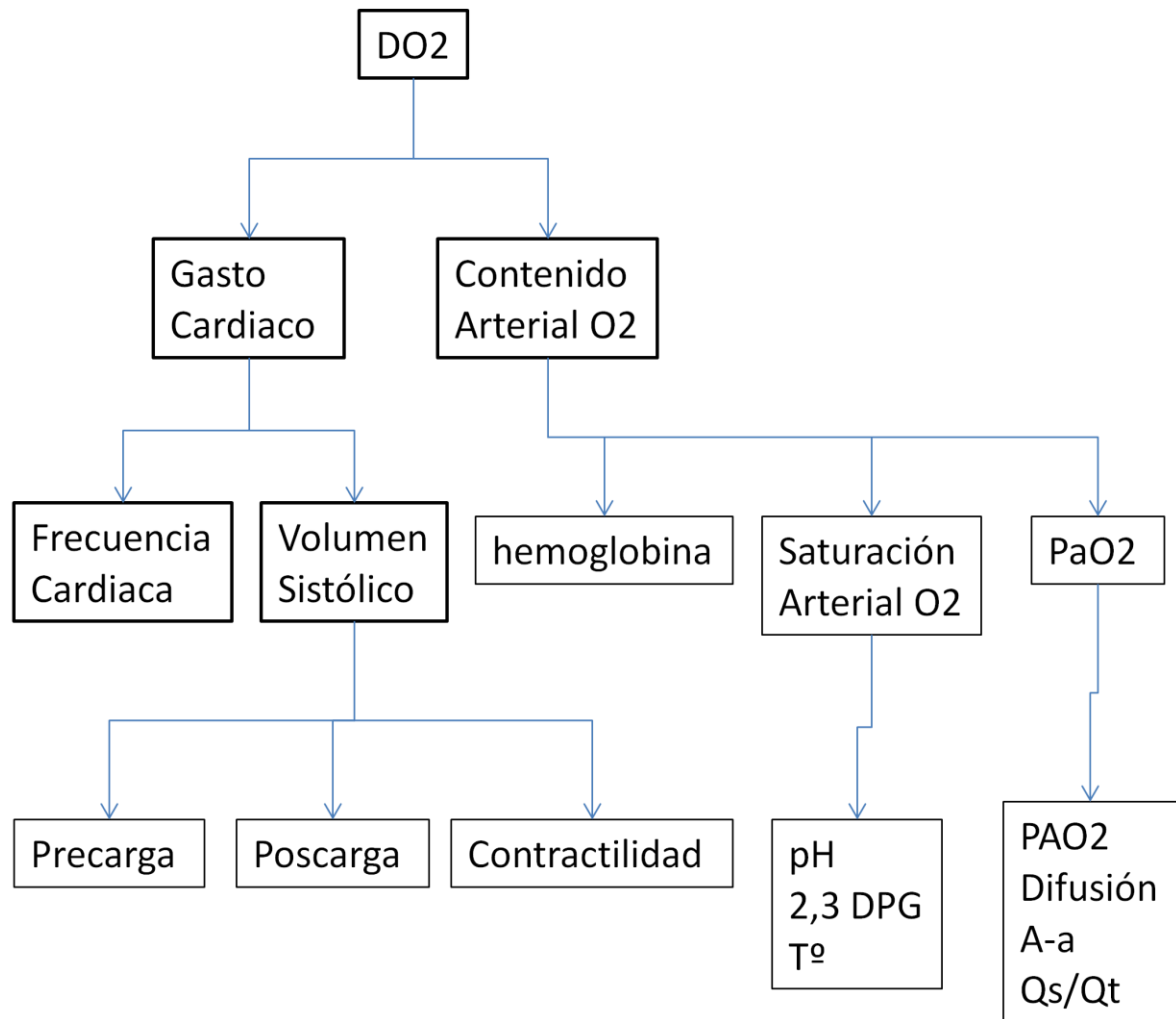 DO2
Gasto
Cardiaco
Contenido
Arterial O2
Frecuencia
Cardiaca
Volumen
Sistólico
hemoglobina
Saturación
Arterial O2
PaO2
Precarga
Poscarga
Contractilidad
pH
2,3 DPG
Tº
PAO2
Difusión
A-a
Qs/Qt